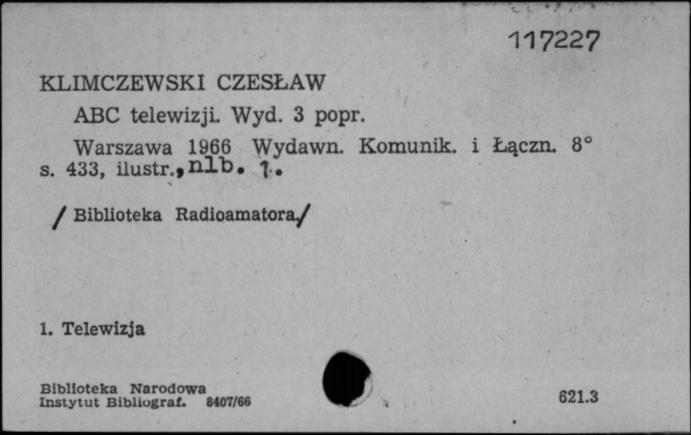 117227
KLIMCZEWSKI CZESŁAW
ABC telewizji. Wyd. 3 popr.
Warszawa 1966 Wydawn. Komunik. i Łączn. 8°
s. 433, ilustr., nlb. 1.
/ Biblioteka Radioamatora./
1. Telewizja
Biblioteka Narodowa
Instytut Bibliograf. 8407/66
621.3